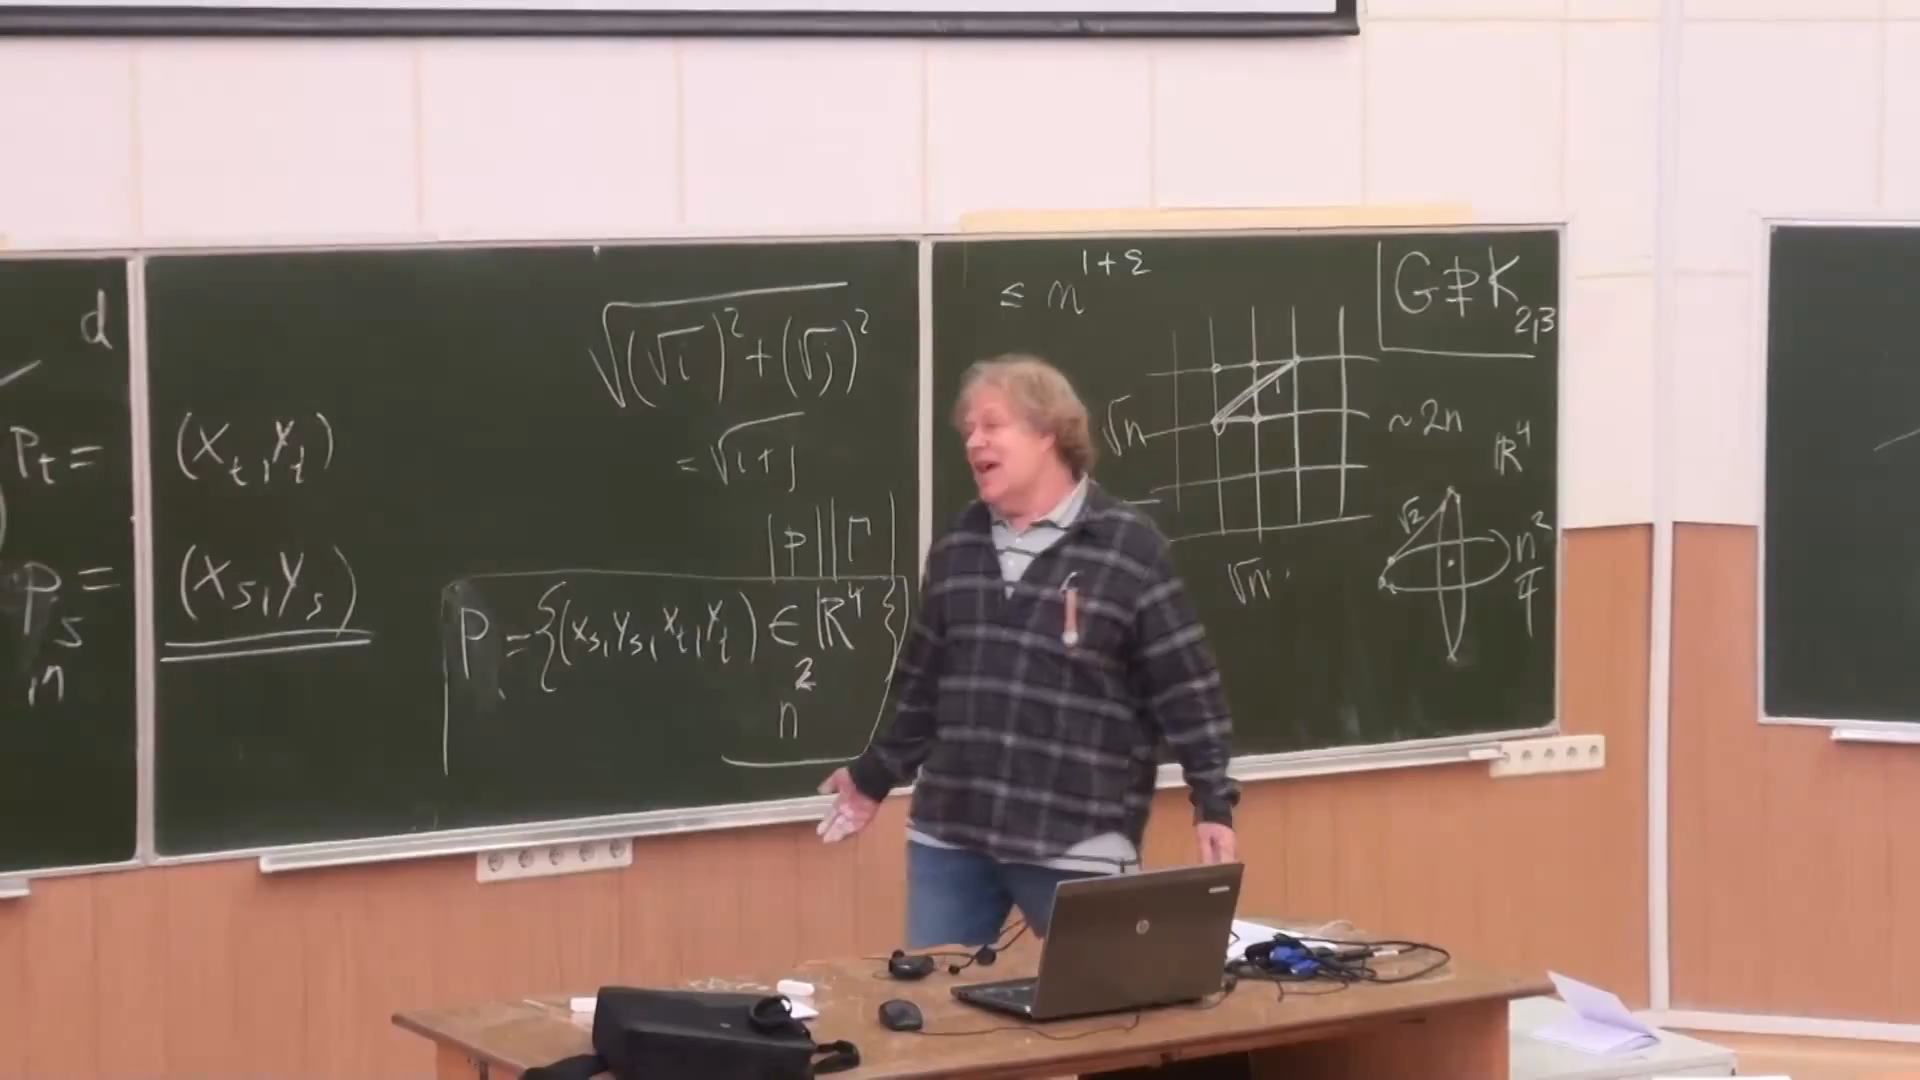 d
P_t = (x_t, y_t)
P_s = (x_s, y_s)
n
√((√i)² + (√j)²)
= √(i + j)
|P||Γ|
P = {(x_s, y_s, x_t, y_t) ∈ ℝ⁴}
n²
≤ n^{1+ε}
G ⊉ K_{2,3}
√n
1
~2n
√n
ℝ⁴
√2
n²/4
hp